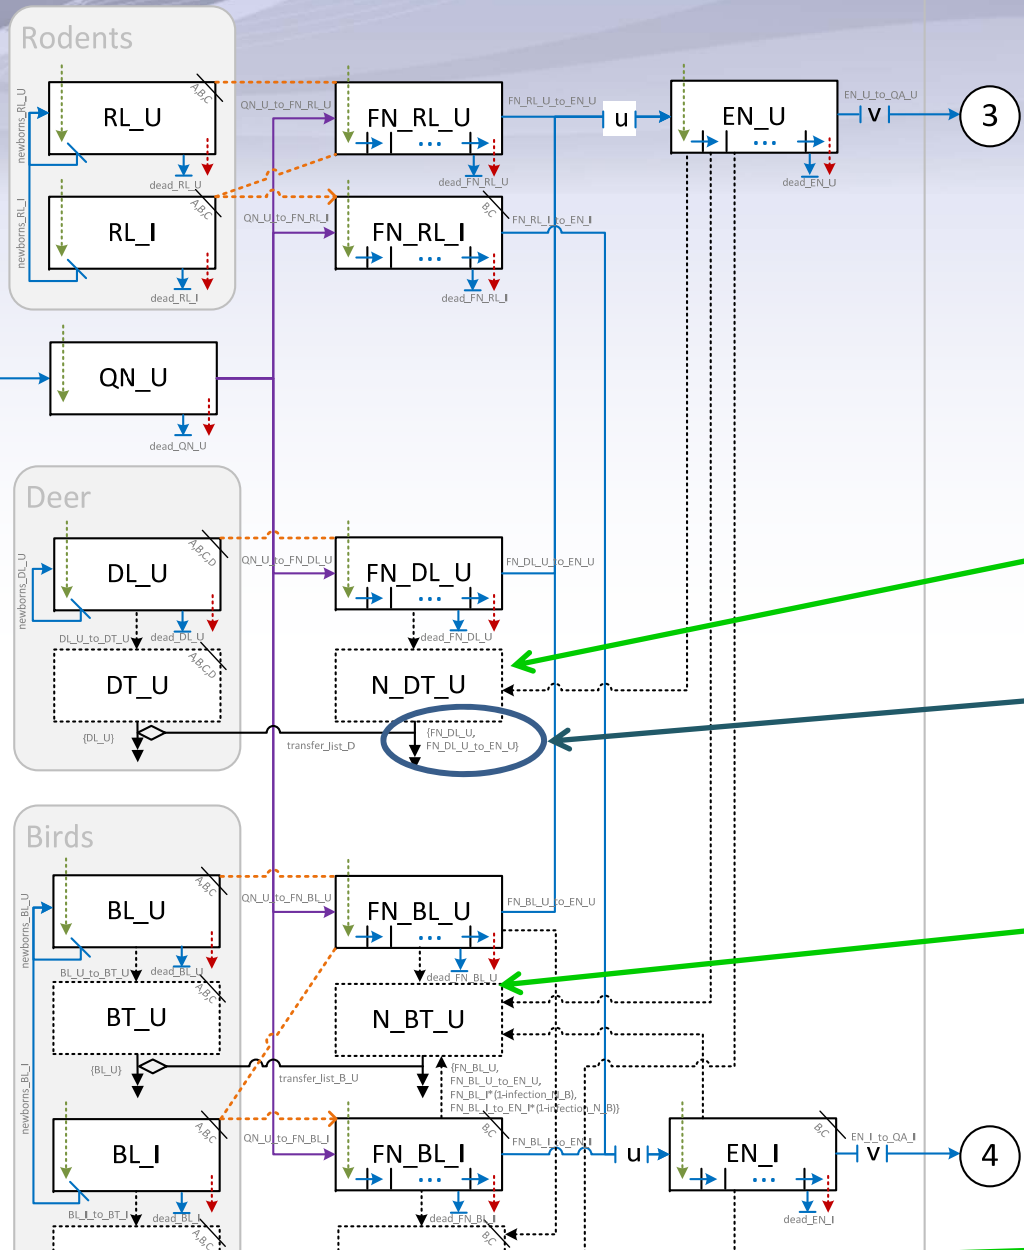 Rodents
A,B,C
RL_U
newborns_RL_U
dead_RL_U
QN_U_to_FN_RL_U
FN_RL_U
dead_FN_RL_U
FN_RL_U_to_EN_U
u
EN_U
dead_EN_U
EN_U_to_QA_U
v
3
A,B,C
RL_I
newborns_RL_I
dead_RL_I
QN_U_to_FN_RL_I
B,C
FN_RL_I
dead_FN_RL_I
FN_RL_I_to_EN_I
QN_U
dead_QN_U
Deer
A,B,C,D
DL_U
newborns_DL_U
DL_U_to_DT_U
dead_DL_U
QN_U_to_FN_DL_U
FN_DL_U
dead_FN_DL_U
FN_DL_U_to_EN_U
A,B,C,D
DT_U
N_DT_U
{DL_U}
transfer_list_D
{FN_DL_U,
FN_DL_U_to_EN_U}
Birds
A,B,C
BL_U
newborns_BL_U
BL_U_to_BT_U
dead_BL_U
QN_U_to_FN_BL_U
FN_BL_U
dead_FN_BL_U
FN_BL_U_to_EN_U
A,B,C
BT_U
N_BT_U
{BL_U}
transfer_list_B_U
{FN_BL_U,
FN_BL_U_to_EN_U,
FN_BL_I*(1-infection_N_B),
FN_BL_I_to_EN_I*(1-infection_N_B)}
A,B,C
BL_I
newborns_BL_I
BL_I_to_BT_I
dead_BL_I
QN_U_to_FN_BL_I
B,C
FN_BL_I
dead_FN_BL_I
FN_BL_I_to_EN_I
u
B,C
EN_I
dead_EN_I
EN_I_to_QA_I
v
4
A,B,C
B,C